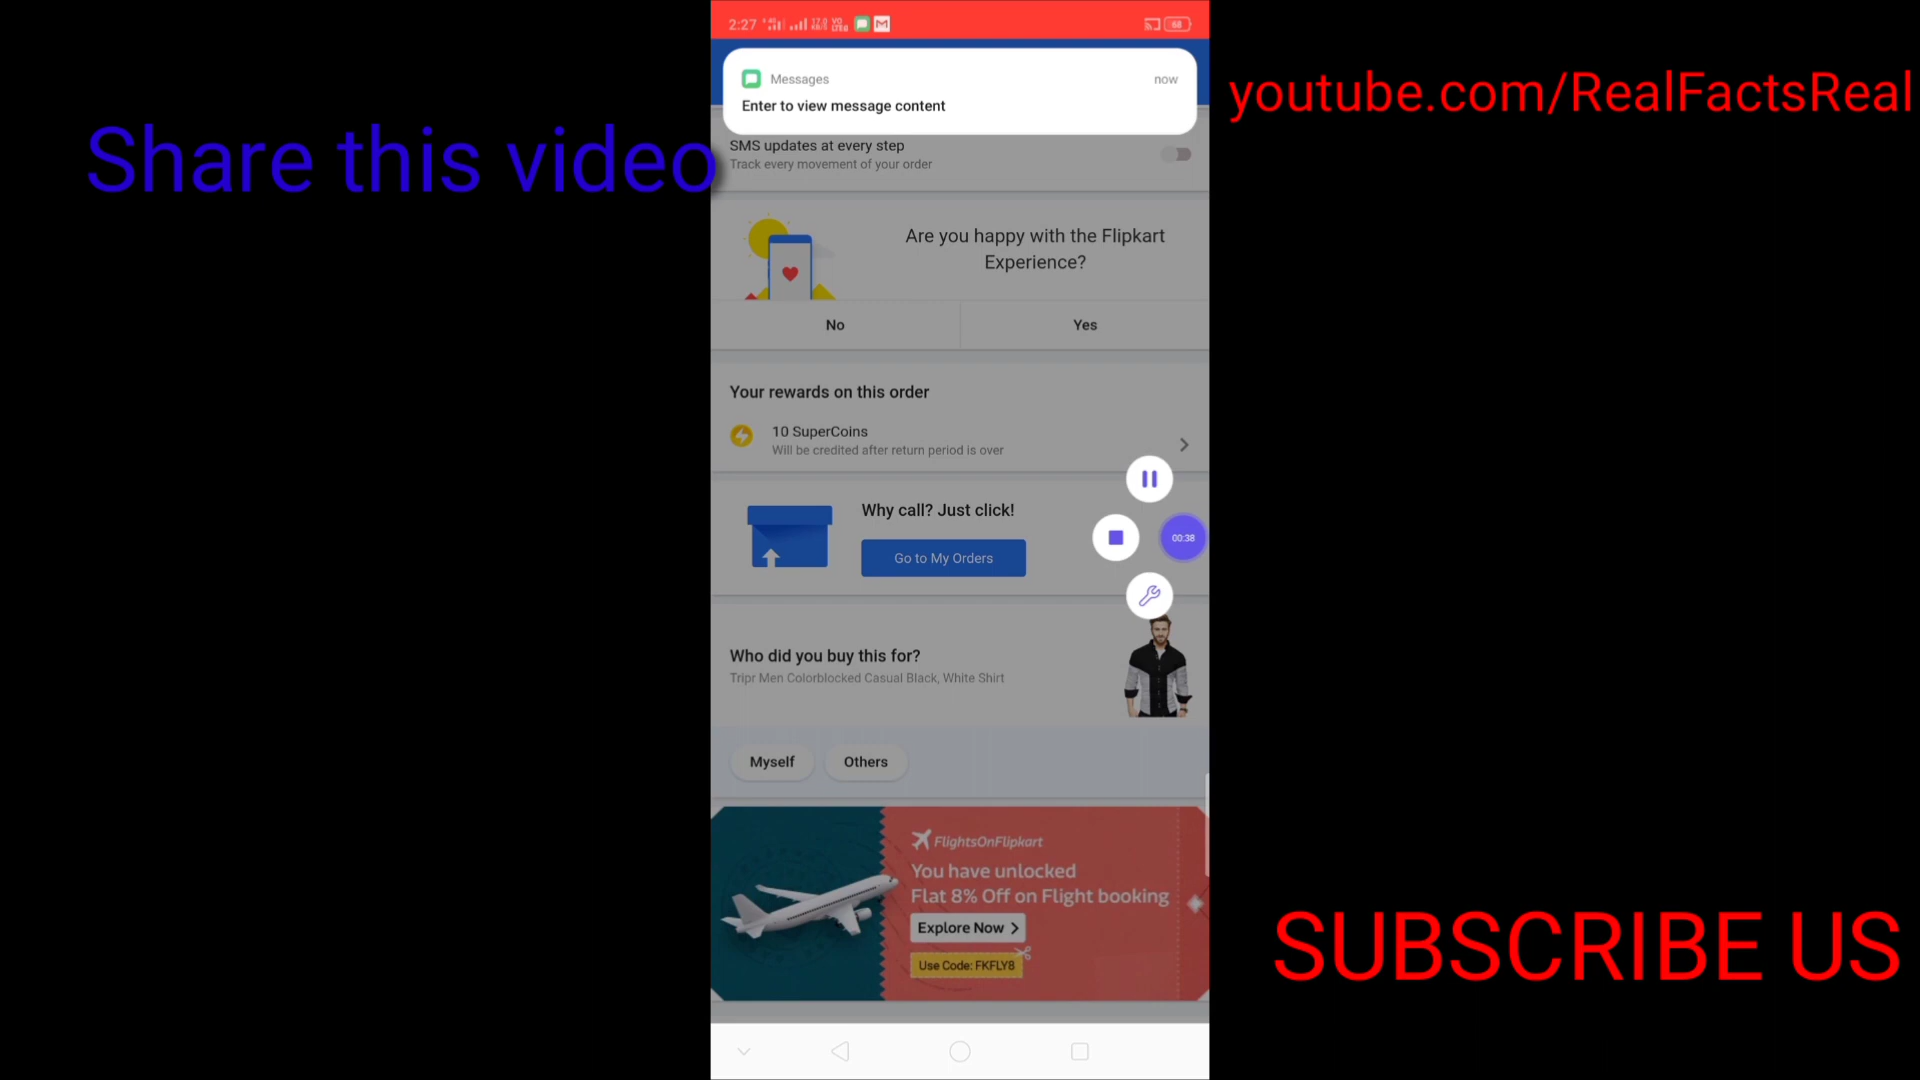 2:27
68
Messages
now
Enter to view message content
youtube.com/RealFactsReal
Share this video
SMS updates at every step
Track every movement of your order
Are you happy with the Flipkart
Experience?
No
Yes
Your rewards on this order
10 SuperCoins
Will be credited after return period is over
Why call? Just click!
00:38
Go to My Orders
Who did you buy this for?
Tripr Men Colorblocked Casual Black, White Shirt
Myself
Others
FlightsOnFlipkart
You have unlocked
Flat 8% Off on Flight booking
Explore Now
Use Code: FKFLY8
SUBSCRIBE US